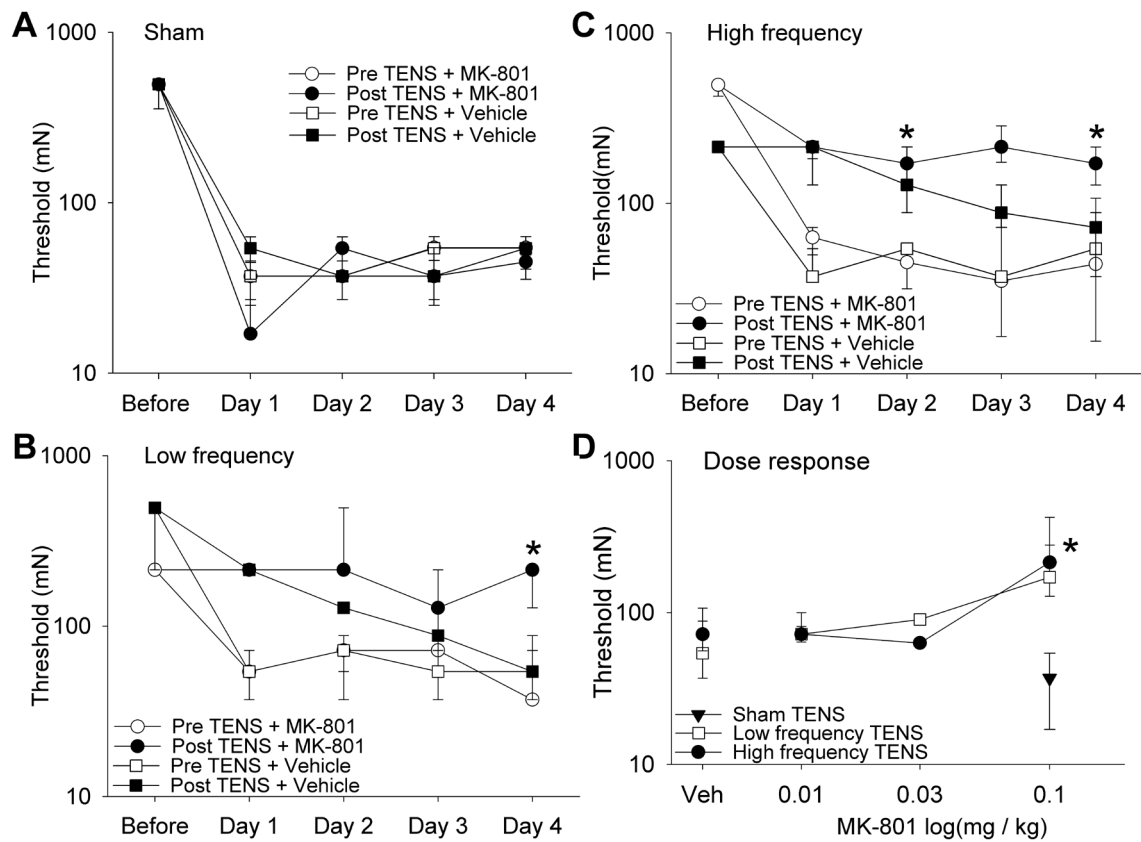 A
Sham
1000
100
10
Threshold (mN)
Pre TENS + MK-801
Post TENS + MK-801
Pre TENS + Vehicle
Post TENS + Vehicle
Before Day 1 Day 2 Day 3 Day 4
C
High frequency
1000
100
10
Threshold(mN)
*
*
Pre TENS + MK-801
Post TENS + MK-801
Pre TENS + Vehicle
Post TENS + Vehicle
Before Day 1 Day 2 Day 3 Day 4
B
Low frequency
1000
100
10
Threshold (mN)
*
Pre TENS + MK-801
Post TENS + MK-801
Pre TENS + Vehicle
Post TENS + Vehicle
Before Day 1 Day 2 Day 3 Day 4
D
Dose response
1000
100
10
Threshold (mN)
*
Sham TENS
Low frequency TENS
High frequency TENS
Veh 0.01 0.03 0.1
MK-801 log(mg / kg)